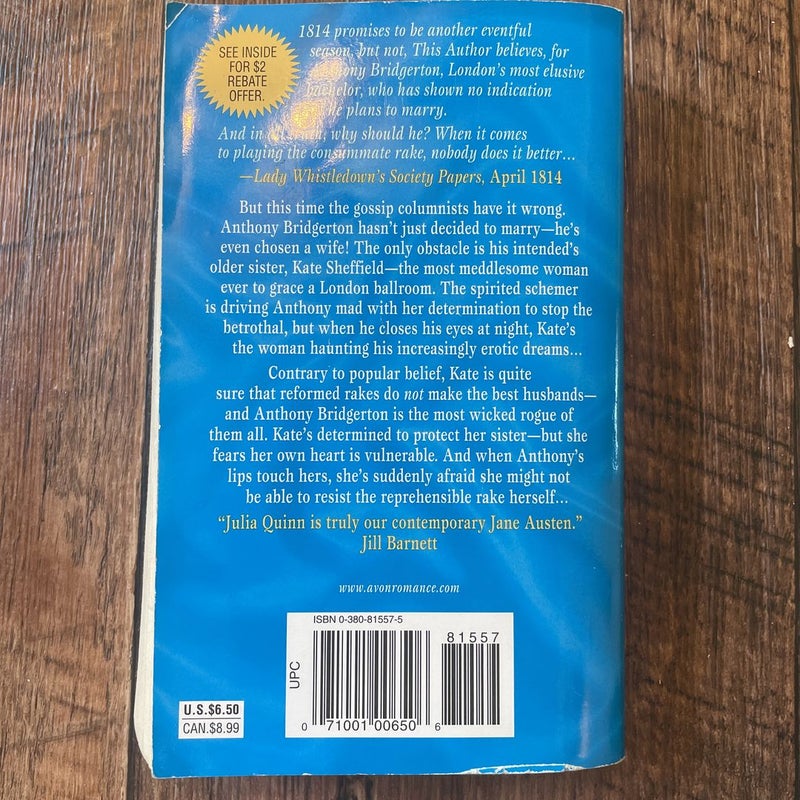 SEE INSIDE
FOR $2
REBATE
OFFER.
1814 promises to be another eventful
season, but not, This Author believes, for
Bridgerton, London's most elusive
bachelor, who has shown no indication
he plans to marry.
And in all truth, why should he? When it comes
to playing the consummate rake, nobody does it better...
—Lady Whistledown's Society Papers, April 1814
But this time the gossip columnists have it wrong.
Anthony Bridgerton hasn't just decided to marry—he's
even chosen a wife! The only obstacle is his intended's
older sister, Kate Sheffield—the most meddlesome woman
ever to grace a London ballroom. The spirited schemer
is driving Anthony mad with her determination to stop the
betrothal, but when he closes his eyes at night, Kate's
the woman haunting his increasingly erotic dreams...
Contrary to popular belief, Kate is quite
sure that reformed rakes do not make the best husbands—
and Anthony Bridgerton is the most wicked rogue of
them all. Kate's determined to protect her sister—but she
fears her own heart is vulnerable. And when Anthony's
lips touch hers, she's suddenly afraid she might not
be able to resist the reprehensible rake herself...
"Julia Quinn is truly our contemporary Jane Austen."
Jill Barnett
www.avonromance.com
ISBN 0-380-81557-5
81557
UPC
0 71001 00650 6
U.S.$6.50
CAN.$8.99